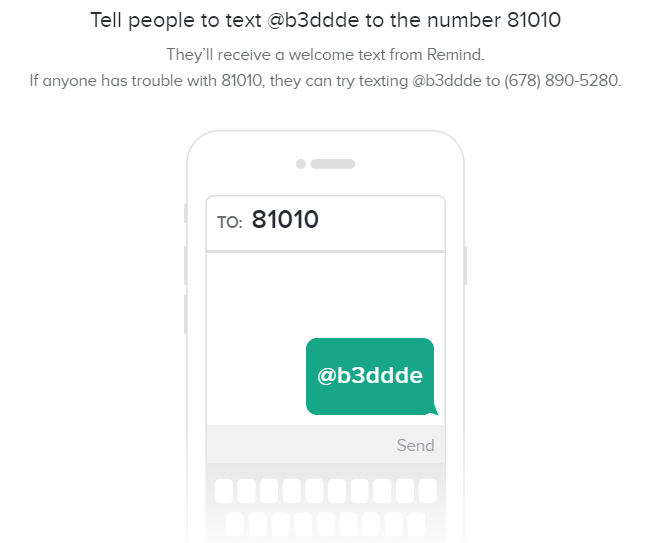 Tell people to text @b3ddde to the number 81010
They’ll receive a welcome text from Remind.
If anyone has trouble with 81010, they can try texting @b3ddde to (678) 890-5280.
TO: 81010
@b3ddde
Send